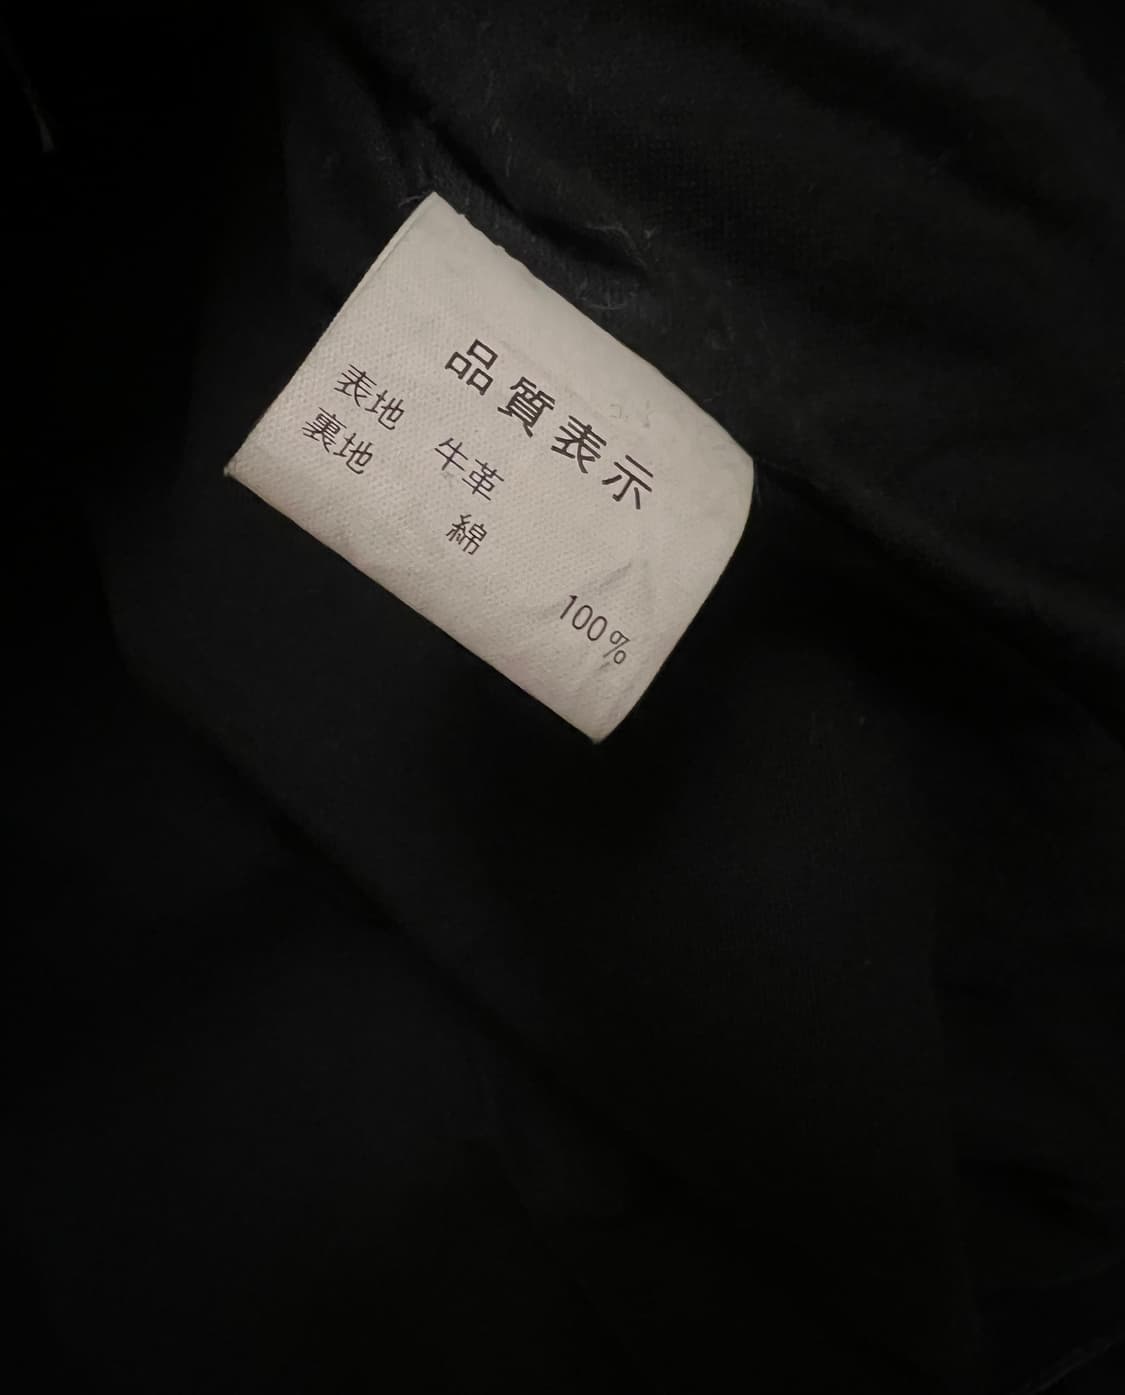 品質表示
表地 牛革
裏地 綿 100%